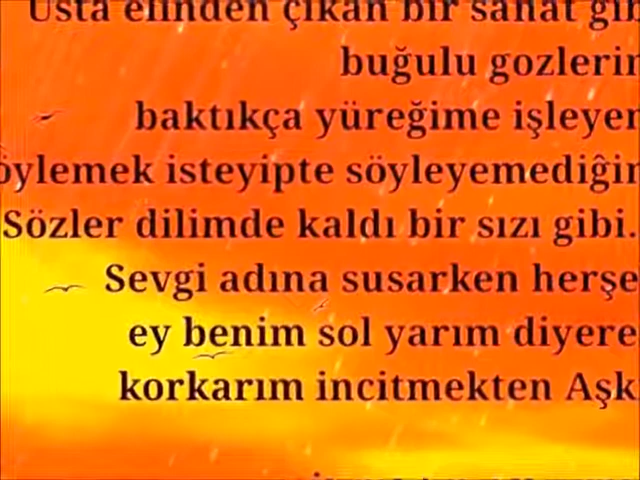 Usta elinden çıkan bir sanat gib
buğulu gozlerin
baktıkça yüreğime işleyen
öylemek isteyipte söyleyemediğin
Sözler dilimde kaldı bir sızı gibi.
Sevgi adına susarken herşe
ey benim sol yarım diyere
korkarım incitmekten Aşk